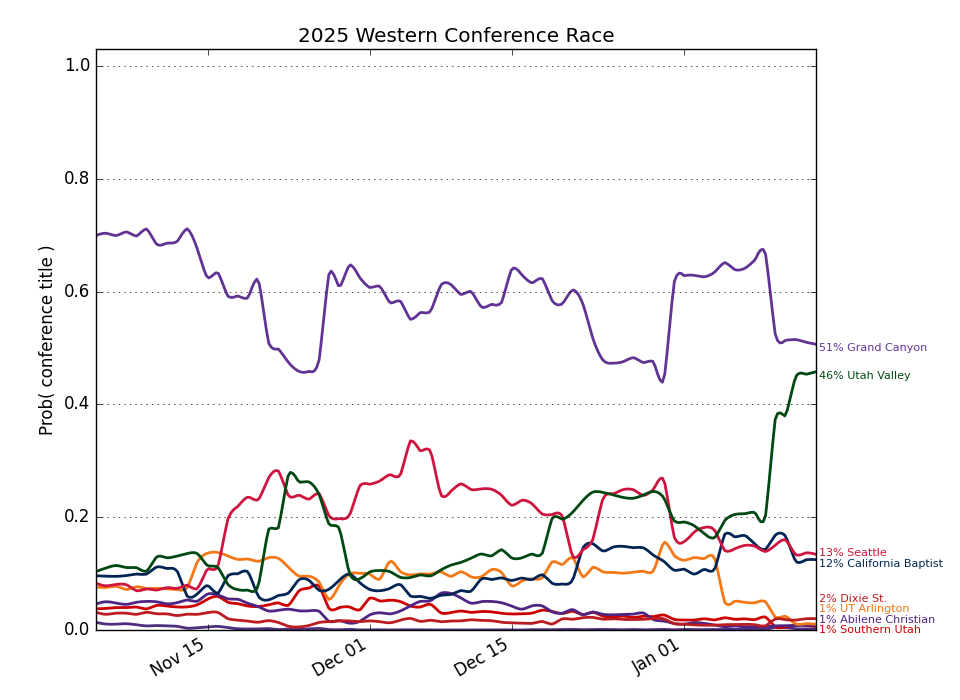 2025 Western Conference Race
1.0
0.8
0.6
0.4
0.2
0.0
Prob( conference title )
Nov 15
Dec 01
Dec 15
Jan 01
51% Grand Canyon
46% Utah Valley
13% Seattle
12% California Baptist
2% Dixie St.
1% UT Arlington
1% Abilene Christian
1% Southern Utah